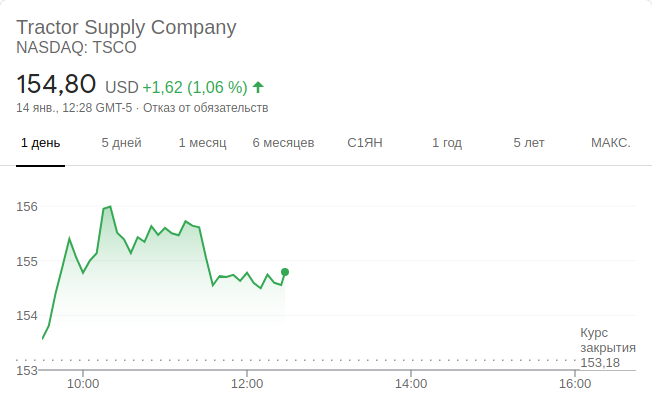 Tractor Supply Company
NASDAQ: TSCO
154,80 USD +1,62 (1,06 %)
14 янв., 12:28 GMT-5 · Отказ от обязательств
1 день 5 дней 1 месяц 6 месяцев С1ЯН 1 год 5 лет МАКС.
156
155
154
Курс
закрытия
153,18
153
10:00 12:00 14:00 16:00